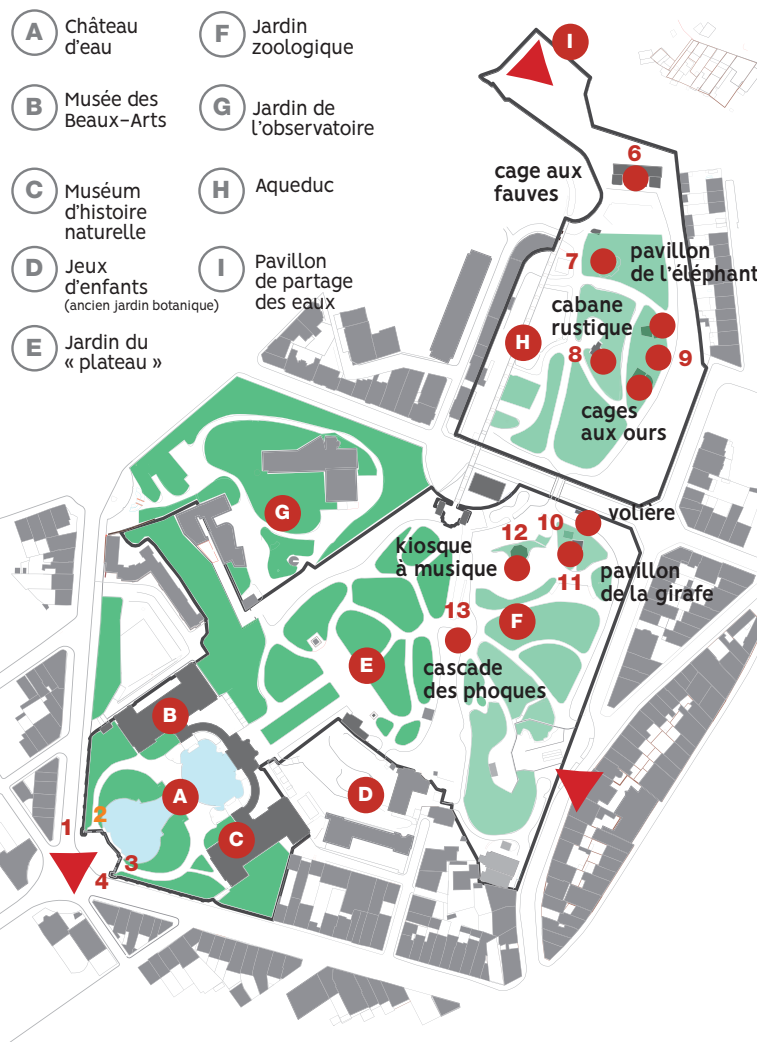 A Château
d'eau
B Musée des
Beaux-Arts
C Muséum
d'histoire
naturelle
D Jeux
d'enfants
(ancien jardin botanique)
E Jardin du
« plateau »
F Jardin
zoologique
G Jardin de
l'observatoire
H Aqueduc
I Pavillon
de partage
des eaux
I
6
cage aux
fauves
7
pavillon
de l'éléphant
cabane
rustique
H
8
9
cages
aux ours
G
volière
10
12
kiosque
à musique
11
pavillon
de la girafe
13
F
E
cascade
des phoques
B
A
D
2
1
C
3
4